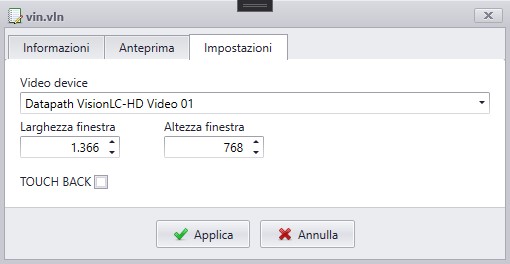 vin.vln
Informazioni Anteprima Impostazioni
Video device
Datapath VisionLC-HD Video 01
Larghezza finestra Altezza finestra
1.366 768
TOUCH BACK
Applica Annulla